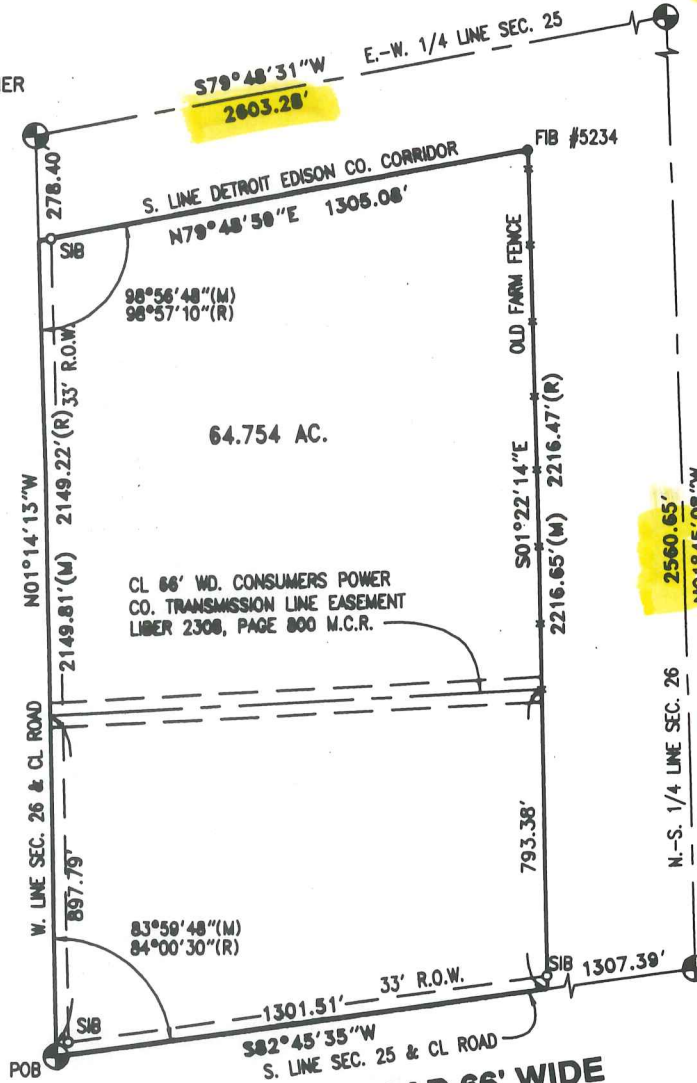 ER
S79°48'31"W
2603.28'
E.-W. 1/4 LINE SEC. 25
278.40'
S. LINE DETROIT EDISON CO. CORRIDOR
N79°48'58"E 1305.08'
FIB #5234
SIB
98°56'48"(M)
98°57'10"(R)
33' R.O.W.
OLD FARM FENCE
N01°14'13"W
2149.81'(M) 2149.22'(R)
64.754 AC.
S01°22'14"E
2216.65'(M) 2216.47'(R)
2560.65'
CL 66' WD. CONSUMERS POWER
CO. TRANSMISSION LINE EASEMENT
LIBER 2308, PAGE 800 M.C.R.
W. LINE SEC. 26 & CL ROAD
N.-S. 1/4 LINE SEC. 26
897.79'
793.38'
83°59'48"(M)
84°00'30"(R)
SIB
POB
1301.51'
33' R.O.W.
SIB
1307.39'
S82°45'35"W
S. LINE SEC. 25 & CL ROAD
66' WIDE